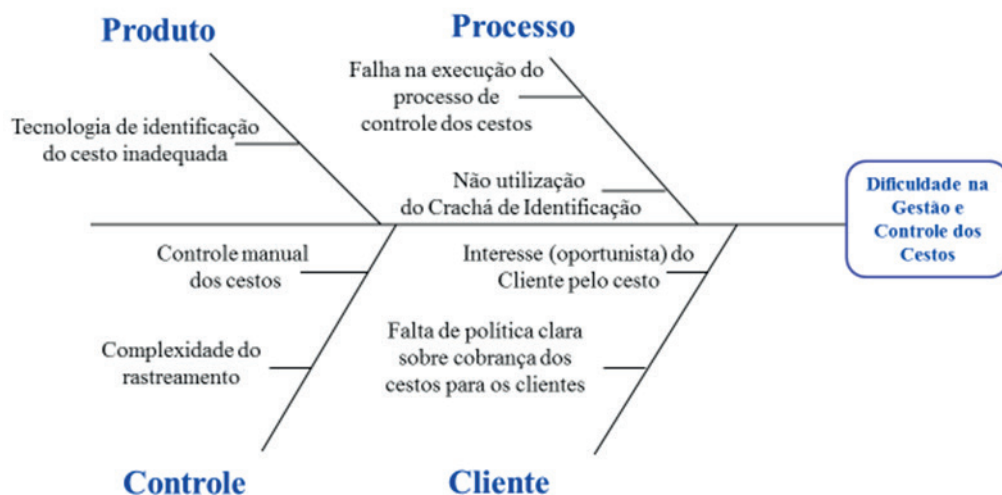 Produto
Tecnologia de identificação
do cesto inadequada
Processo
Falha na execução do
processo de
controle dos cestos
Não utilização
do Crachá de Identificação
Dificuldade na
Gestão e
Controle dos
Cestos
Controle manual
dos cestos
Complexidade do
rastreamento
Controle
Interesse (oportunista) do
Cliente pelo cesto
Falta de política clara
sobre cobrança dos
cestos para os clientes
Cliente